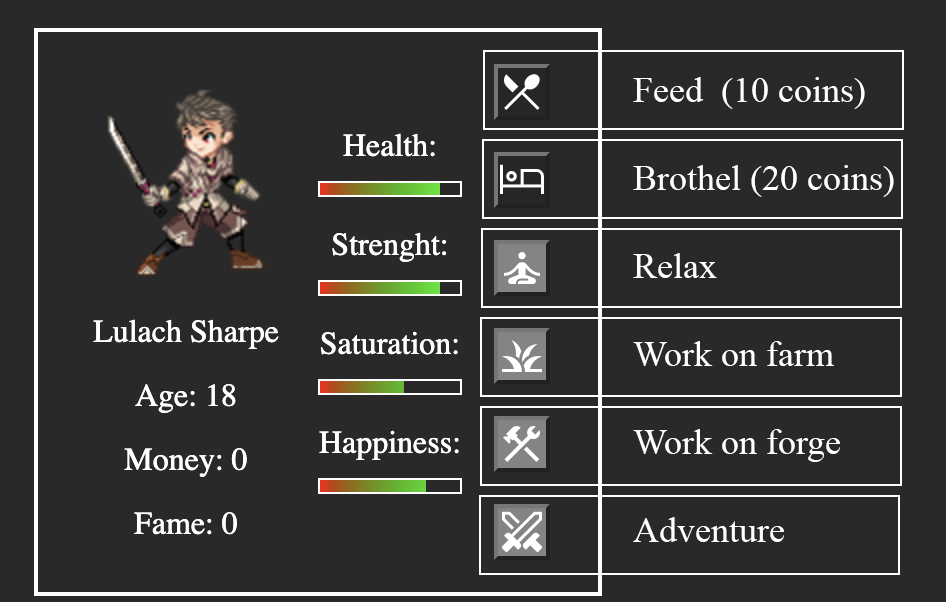 Health:
Strenght:
Saturation:
Happiness:
Lulach Sharpe
Age: 18
Money: 0
Fame: 0
Feed (10 coins)
Brothel (20 coins)
Relax
Work on farm
Work on forge
Adventure